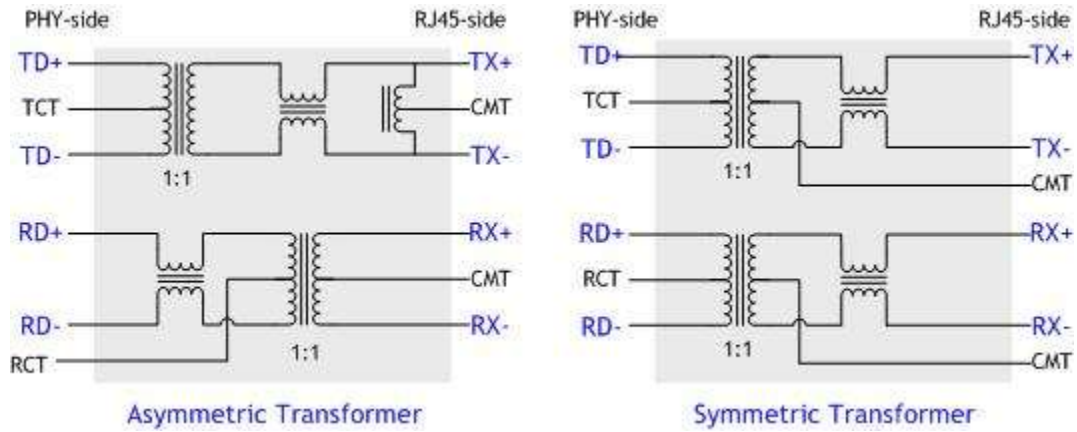 PHY-side
RJ45-side
TD+
TX+
TCT
CMT
TD-
TX-
1:1
RD+
RX+
CMT
RD-
RX-
RCT
1:1
Asymmetric Transformer
PHY-side
RJ45-side
TD+
TX+
TCT
TD-
TX-
1:1
CMT
RD+
RX+
RCT
RD-
RX-
1:1
CMT
Symmetric Transformer